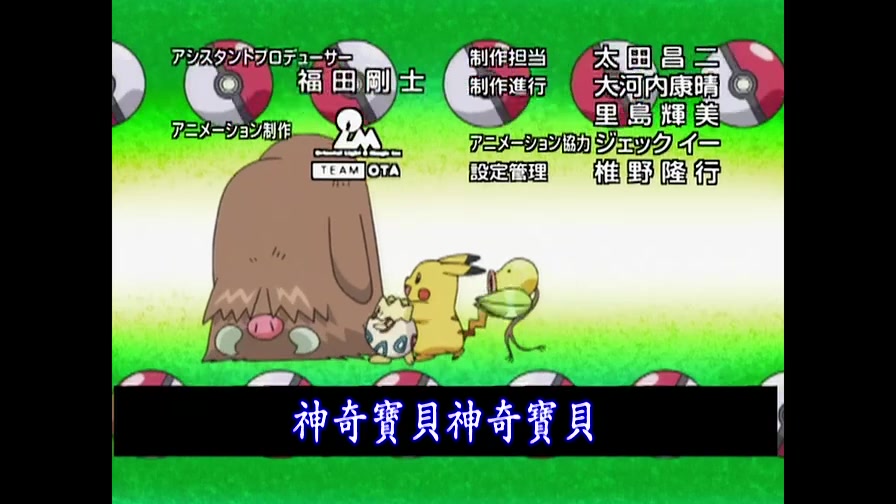 アシスタントプロデューサー
福田剛士
アニメーション制作
TEAM OTA
制作担当 太田昌二
制作進行 大河内康晴
里島輝美
アニメーション協力 ジェックイー
設定管理 椎野隆行
神奇寶貝神奇寶貝